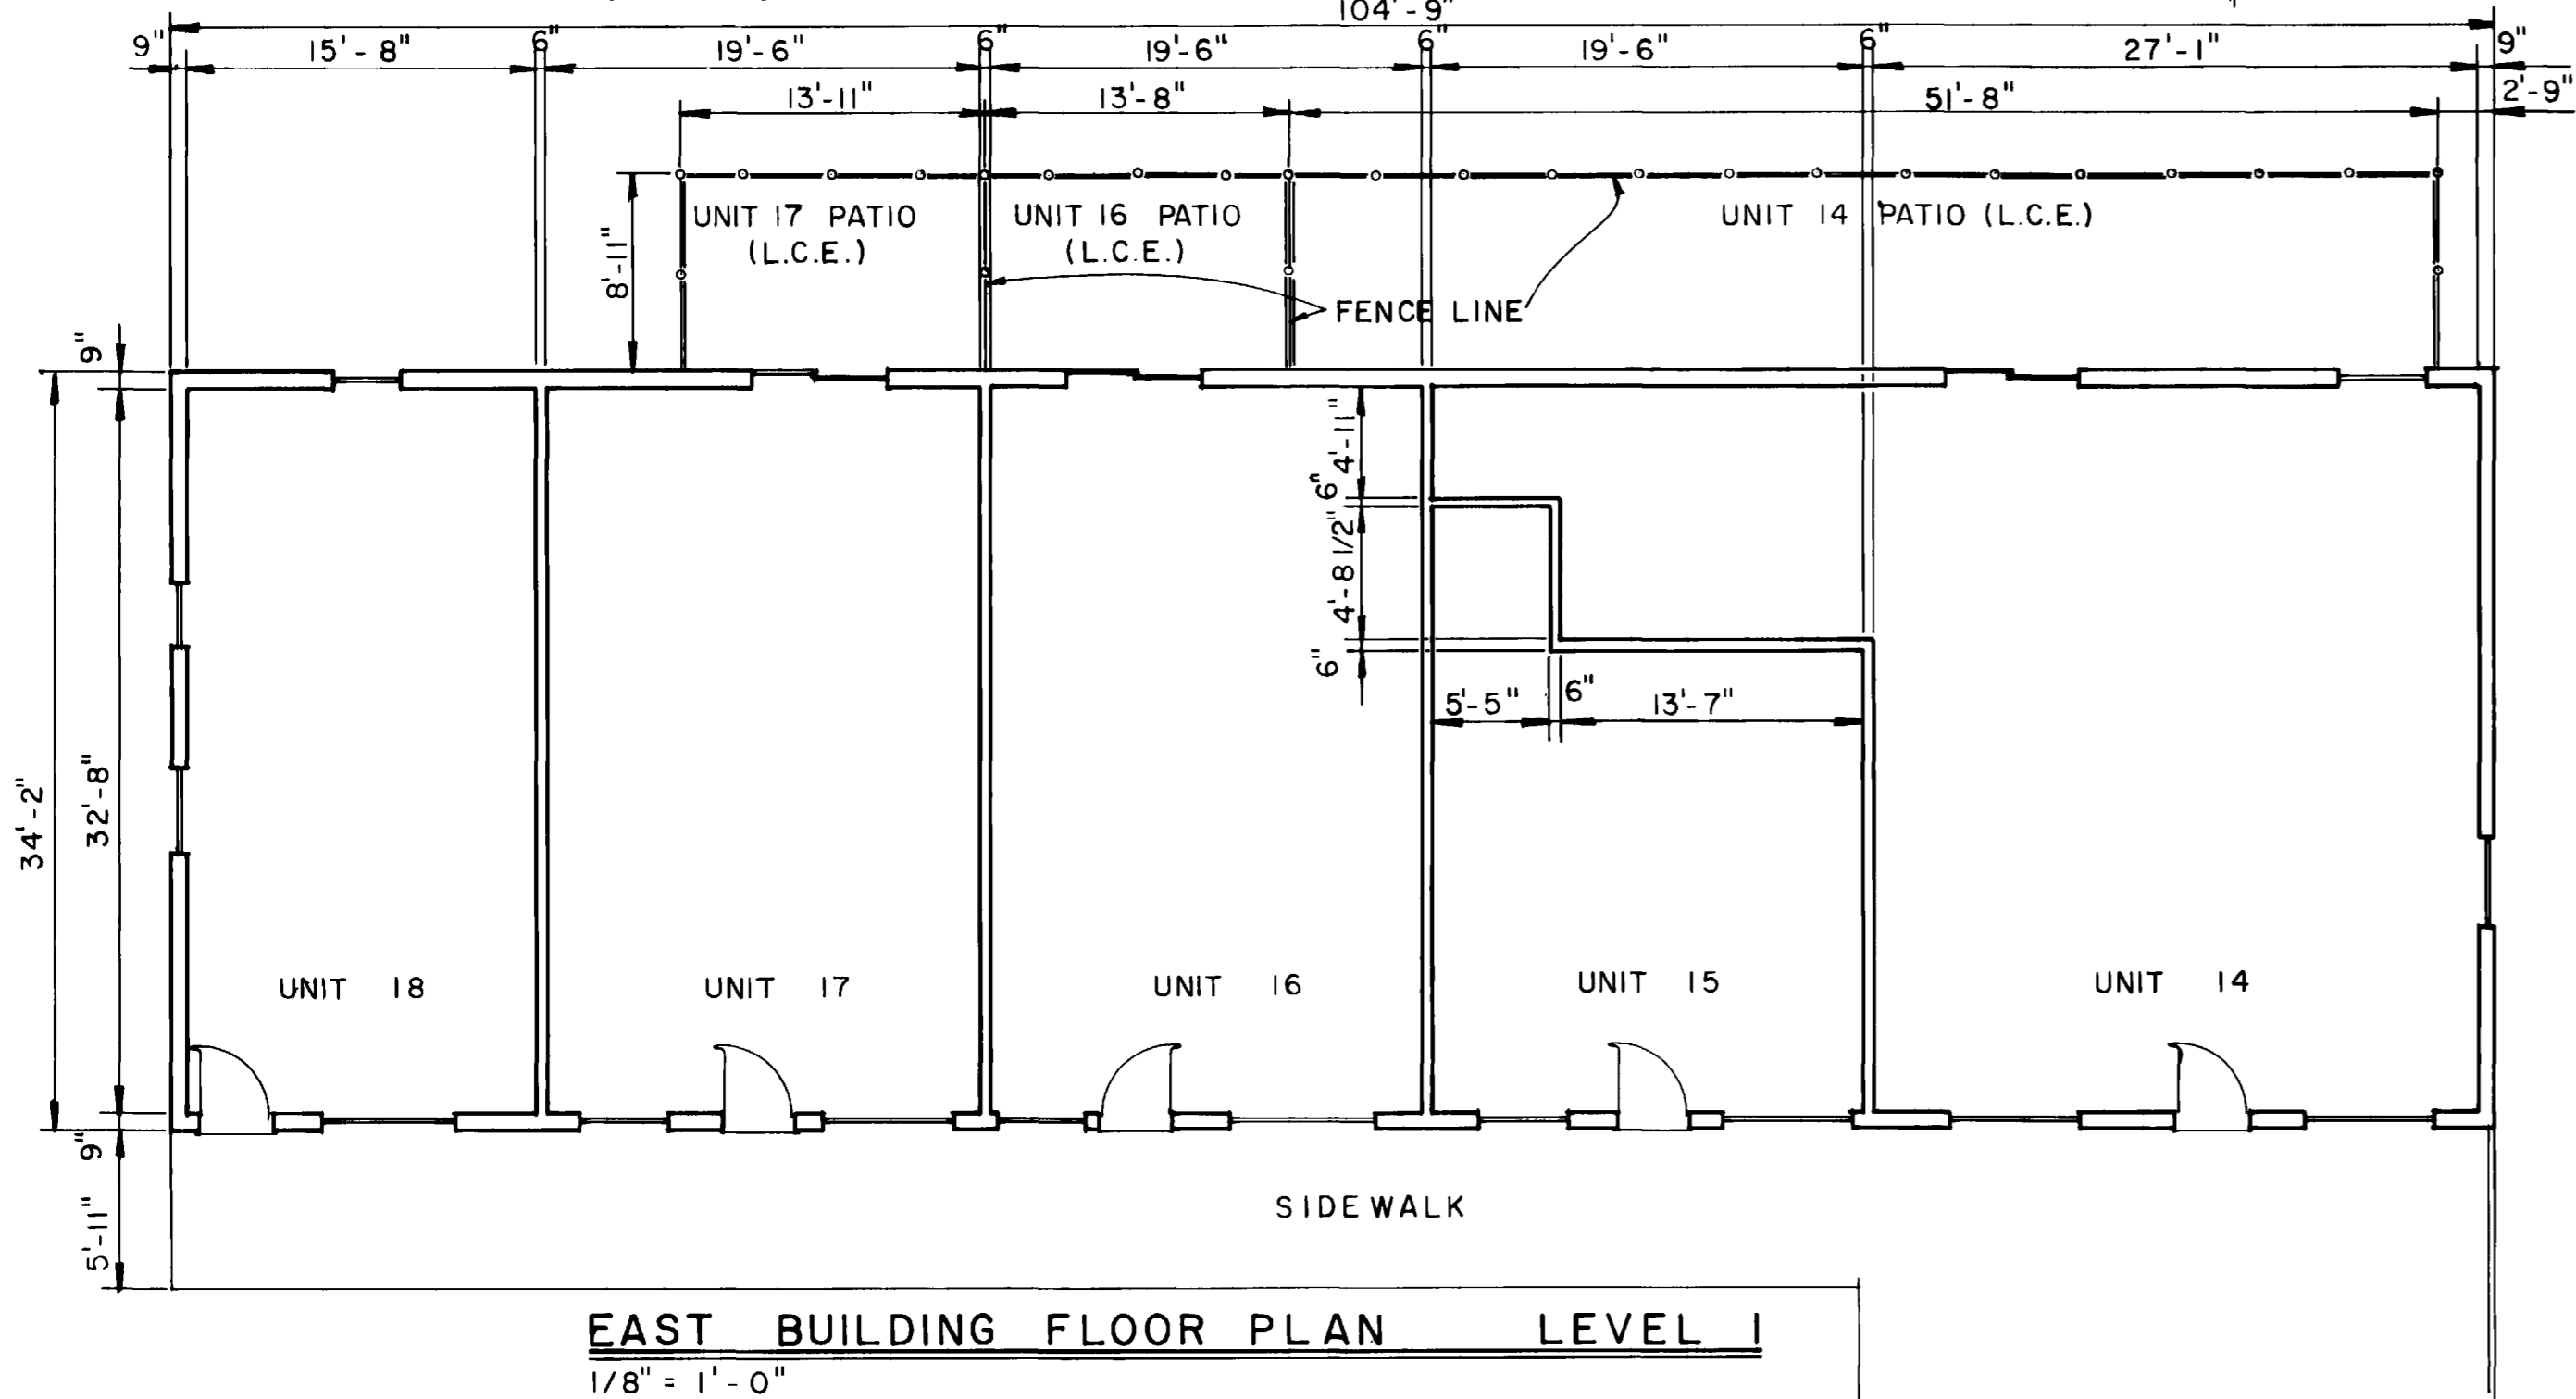 104'-9"
9" 15'-8" 6" 19'-6" 6" 19'-6" 6" 19'-6" 6" 27'-1" 9"
13'-11" 13'-8" 51'-8" 2'-9"
UNIT 17 PATIO
(L.C.E.)
UNIT 16 PATIO
(L.C.E.)
UNIT 14 PATIO (L.C.E.)
8'-11"
FENCE LINE
9"
4'-11"
6"
4'-8 1/2"
6"
5'-5" 6" 13'-7"
34'-2"
32'-8"
UNIT 18
UNIT 17
UNIT 16
UNIT 15
UNIT 14
9"
5'-11"
SIDEWALK
EAST BUILDING FLOOR PLAN LEVEL 1
1/8" = 1'-0"